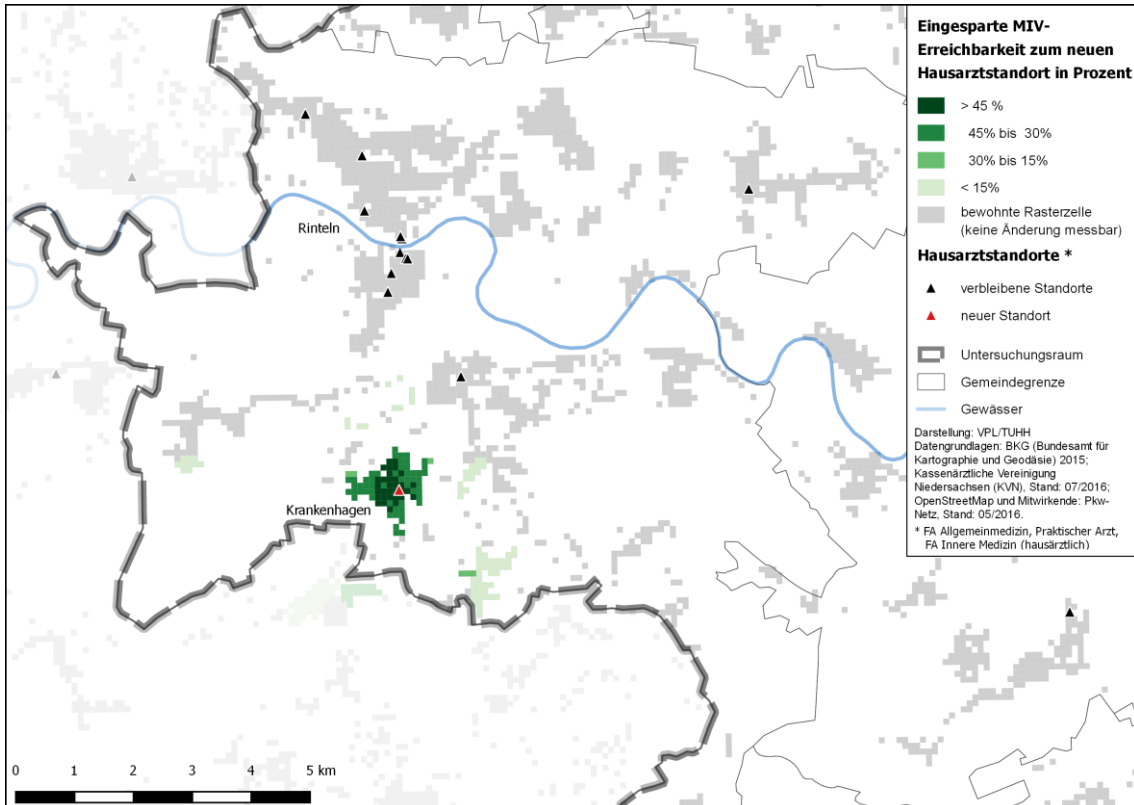 Eingesparte MIV-
Erreichbarkeit zum neuen
Hausarztstandort in Prozent
> 45 %
45% bis 30%
30% bis 15%
< 15%
bewohnte Rasterzelle
(keine Änderung messbar)
Hausarztstandorte *
verbleibene Standorte
neuer Standort
Untersuchungsraum
Gemeindegrenze
Gewässer
Darstellung: VPL/TUHH
Datengrundlagen: BKG (Bundesamt für
Kartographie und Geodäsie) 2015;
Kassenärztliche Vereinigung
Niedersachsen (KVN), Stand: 07/2016;
OpenStreetMap und Mitwirkende: Pkw-
Netz, Stand: 05/2016.
* FA Allgemeinmedizin, Praktischer Arzt,
FA Innere Medizin (hausärztlich)
Rinteln
Krankenhagen
0 1 2 3 4 5 km